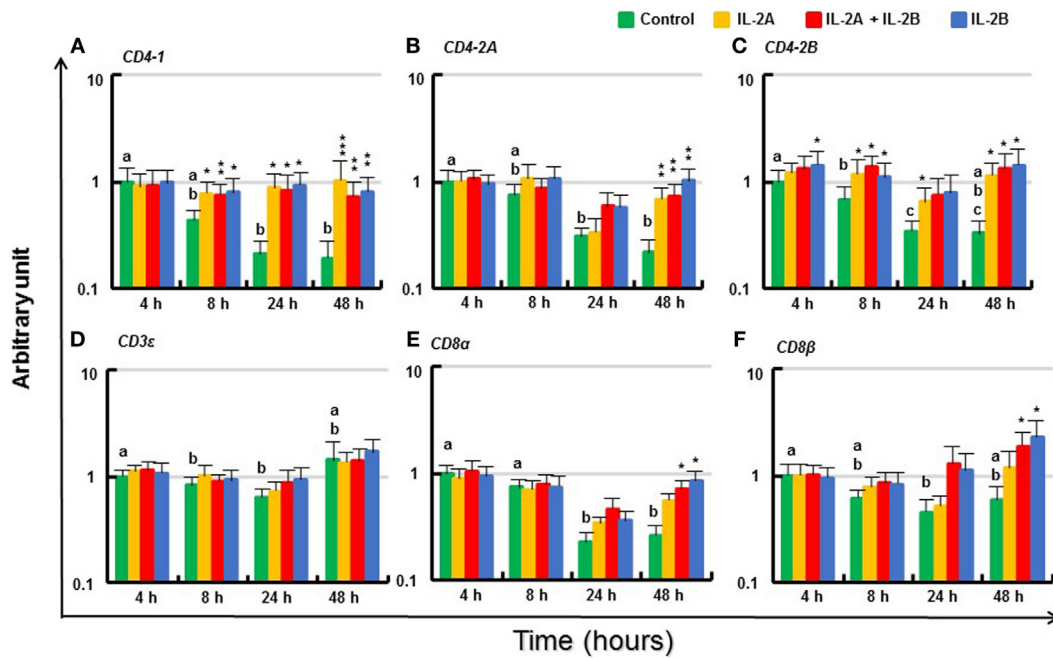 Control IL-2A IL-2A + IL-2B IL-2B
A CD4-1
10
1
0.1
a
a
b
* ** *
b
* * *
b
*** ** **
4 h 8 h 24 h 48 h
B CD4-2A
10
1
0.1
a
a
b
b
b
** ** **
4 h 8 h 24 h 48 h
C CD4-2B
10
1
0.1
a
*
b
* * *
c
*
a
b
c
* * *
4 h 8 h 24 h 48 h
D CD3ε
10
1
0.1
a
b
b
a
b
4 h 8 h 24 h 48 h
E CD8α
10
1
0.1
a
a
b
b
* *
4 h 8 h 24 h 48 h
F CD8β
10
1
0.1
a
a
b
b
a
b
* *
4 h 8 h 24 h 48 h
Arbitrary unit
Time (hours)